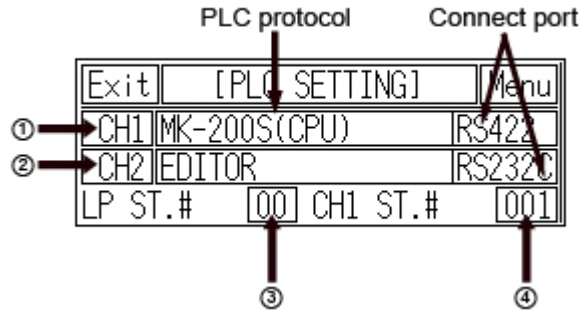 PLC protocol Connect port
Exit [PLC SETTING] Menu
① CH1 MK-200S(CPU) RS422
② CH2 EDITOR RS232C
LP ST.# 00 CH1 ST.# 001
③ ④